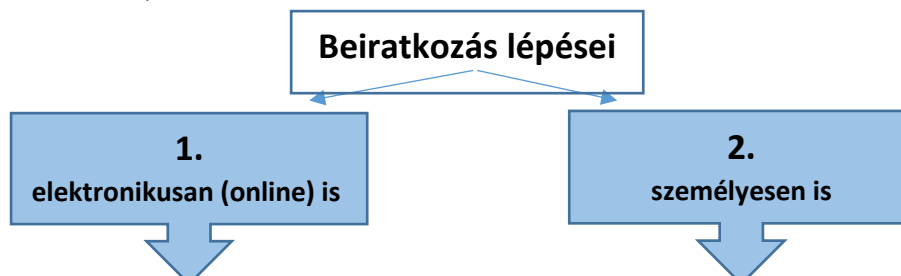 Beiratkozás lépései
1.
elektronikusan (online) is
2.
személyesen is